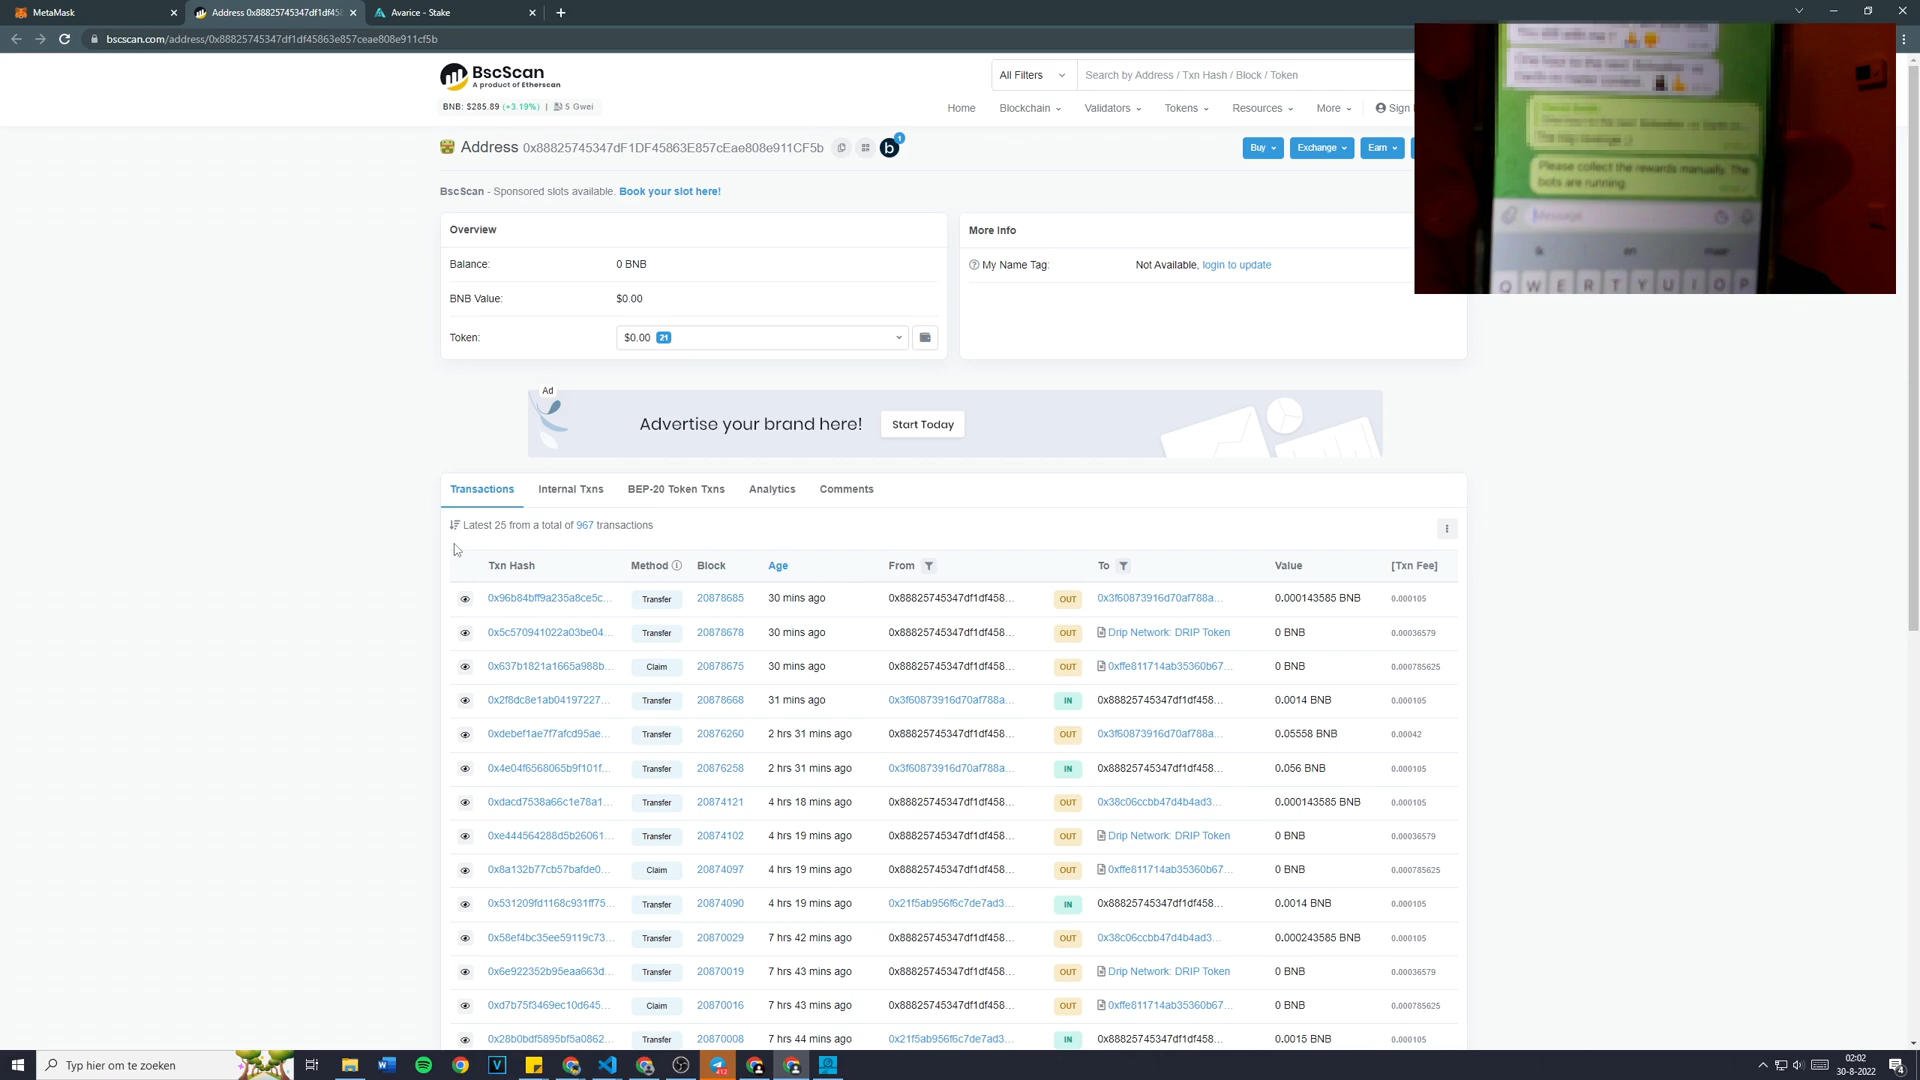 MetaMask
Address 0x88825745347df1df458
Avarice - Stake
bscscan.com/address/0x88825745347df1df45863e857ceae808e911cf5b
BscScan
A product of Etherscan
All Filters
Search by Address / Txn Hash / Block / Token
BNB: $285.89 (+3.19%) | 5 Gwei
Home
Blockchain
Validators
Tokens
Resources
More
Sign
Address 0x88825745347dF1DF45863E857cEae808e911CF5b
b
1
Buy
Exchange
Earn
BscScan - Sponsored slots available. Book your slot here!
Overview
Balance:
0 BNB
BNB Value:
$0.00
Token:
$0.00 21
More Info
My Name Tag:
Not Available, login to update
Please collect the rewards manually. The
bots are running.
Message
ik
en
maar
Q W E R T Y U I O P
Ad
Advertise your brand here!
Start Today
Transactions
Internal Txns
BEP-20 Token Txns
Analytics
Comments
Latest 25 from a total of 967 transactions
Txn Hash Method Block Age From To Value [Txn Fee]
0x96b84bff9a235a8ce5c... Transfer 20878685 30 mins ago 0x88825745347df1df458... OUT 0x3f60873916d70af788a... 0.000143585 BNB 0.000105
0x5c570941022a03be04... Transfer 20878678 30 mins ago 0x88825745347df1df458... OUT Drip Network: DRIP Token 0 BNB 0.00036579
0x637b1821a1665a988b... Claim 20878675 30 mins ago 0x88825745347df1df458... OUT 0xffe811714ab35360b67... 0 BNB 0.000785625
0x2f8dc8e1ab04197227... Transfer 20878668 31 mins ago 0x3f60873916d70af788a... IN 0x88825745347df1df458... 0.0014 BNB 0.000105
0xdebef1ae7f7afcd95ae... Transfer 20876260 2 hrs 31 mins ago 0x88825745347df1df458... OUT 0x3f60873916d70af788a... 0.05558 BNB 0.00042
0x4e04f6568065b9f101f... Transfer 20876258 2 hrs 31 mins ago 0x3f60873916d70af788a... IN 0x88825745347df1df458... 0.056 BNB 0.000105
0xdacd7538a66c1e78a1... Transfer 20874121 4 hrs 18 mins ago 0x88825745347df1df458... OUT 0x38c06ccbb47d4b4ad3... 0.000143585 BNB 0.000105
0xe444564288d5b26061... Transfer 20874102 4 hrs 19 mins ago 0x88825745347df1df458... OUT Drip Network: DRIP Token 0 BNB 0.00036579
0x8a132b77cb57bafde0... Claim 20874097 4 hrs 19 mins ago 0x88825745347df1df458... OUT 0xffe811714ab35360b67... 0 BNB 0.000785625
0x531209fd1168c931ff75... Transfer 20874090 4 hrs 19 mins ago 0x21f5ab956f6c7de7ad3... IN 0x88825745347df1df458... 0.0014 BNB 0.000105
0x58ef4bc35ee59119c73... Transfer 20870029 7 hrs 42 mins ago 0x88825745347df1df458... OUT 0x38c06ccbb47d4b4ad3... 0.000243585 BNB 0.000105
0x6e922352b95eaa663d... Transfer 20870019 7 hrs 43 mins ago 0x88825745347df1df458... OUT Drip Network: DRIP Token 0 BNB 0.00036579
0xd7b75f3469ec10d645... Claim 20870016 7 hrs 43 mins ago 0x88825745347df1df458... OUT 0xffe811714ab35360b67... 0 BNB 0.000785625
0x28b0bdf5895bf5a0862... Transfer 20870008 7 hrs 44 mins ago 0x21f5ab956f6c7de7ad3... IN 0x88825745347df1df458... 0.0015 BNB 0.000105
Typ hier om te zoeken
02:02
30-8-2022